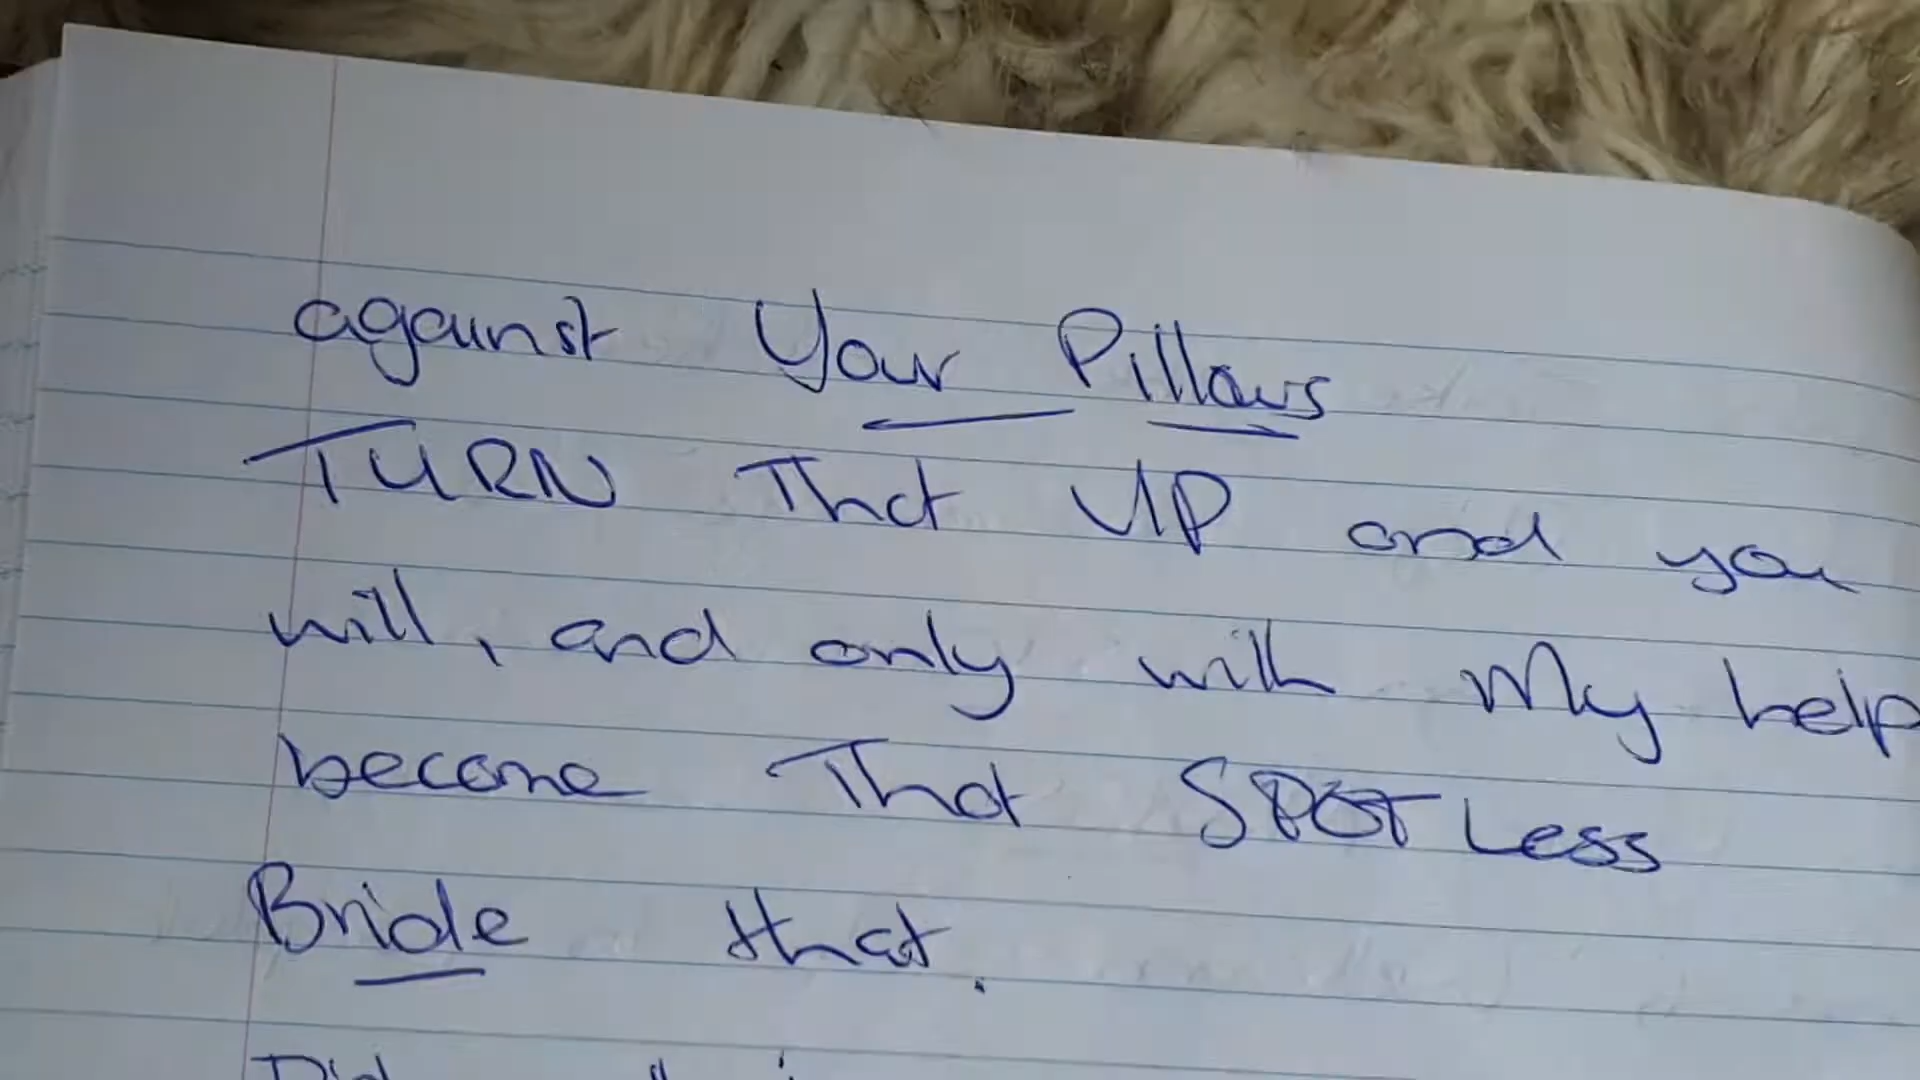 against Your Pillows
TURN That UP and you
will, and only with My help
become That SPOTLess
Bride that.